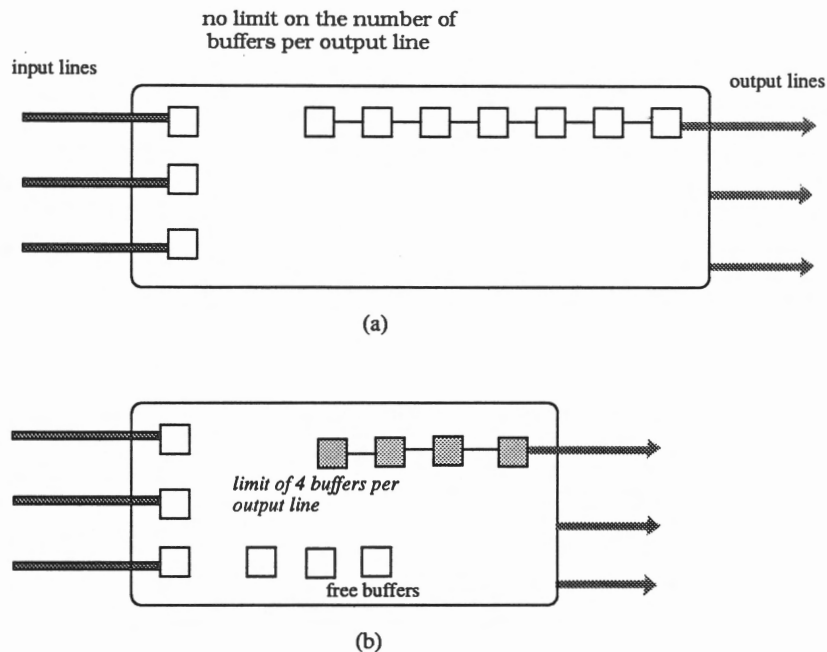 no limit on the number of
buffers per output line
input lines
output lines
(a)
limit of 4 buffers per
output line
free buffers
(b)